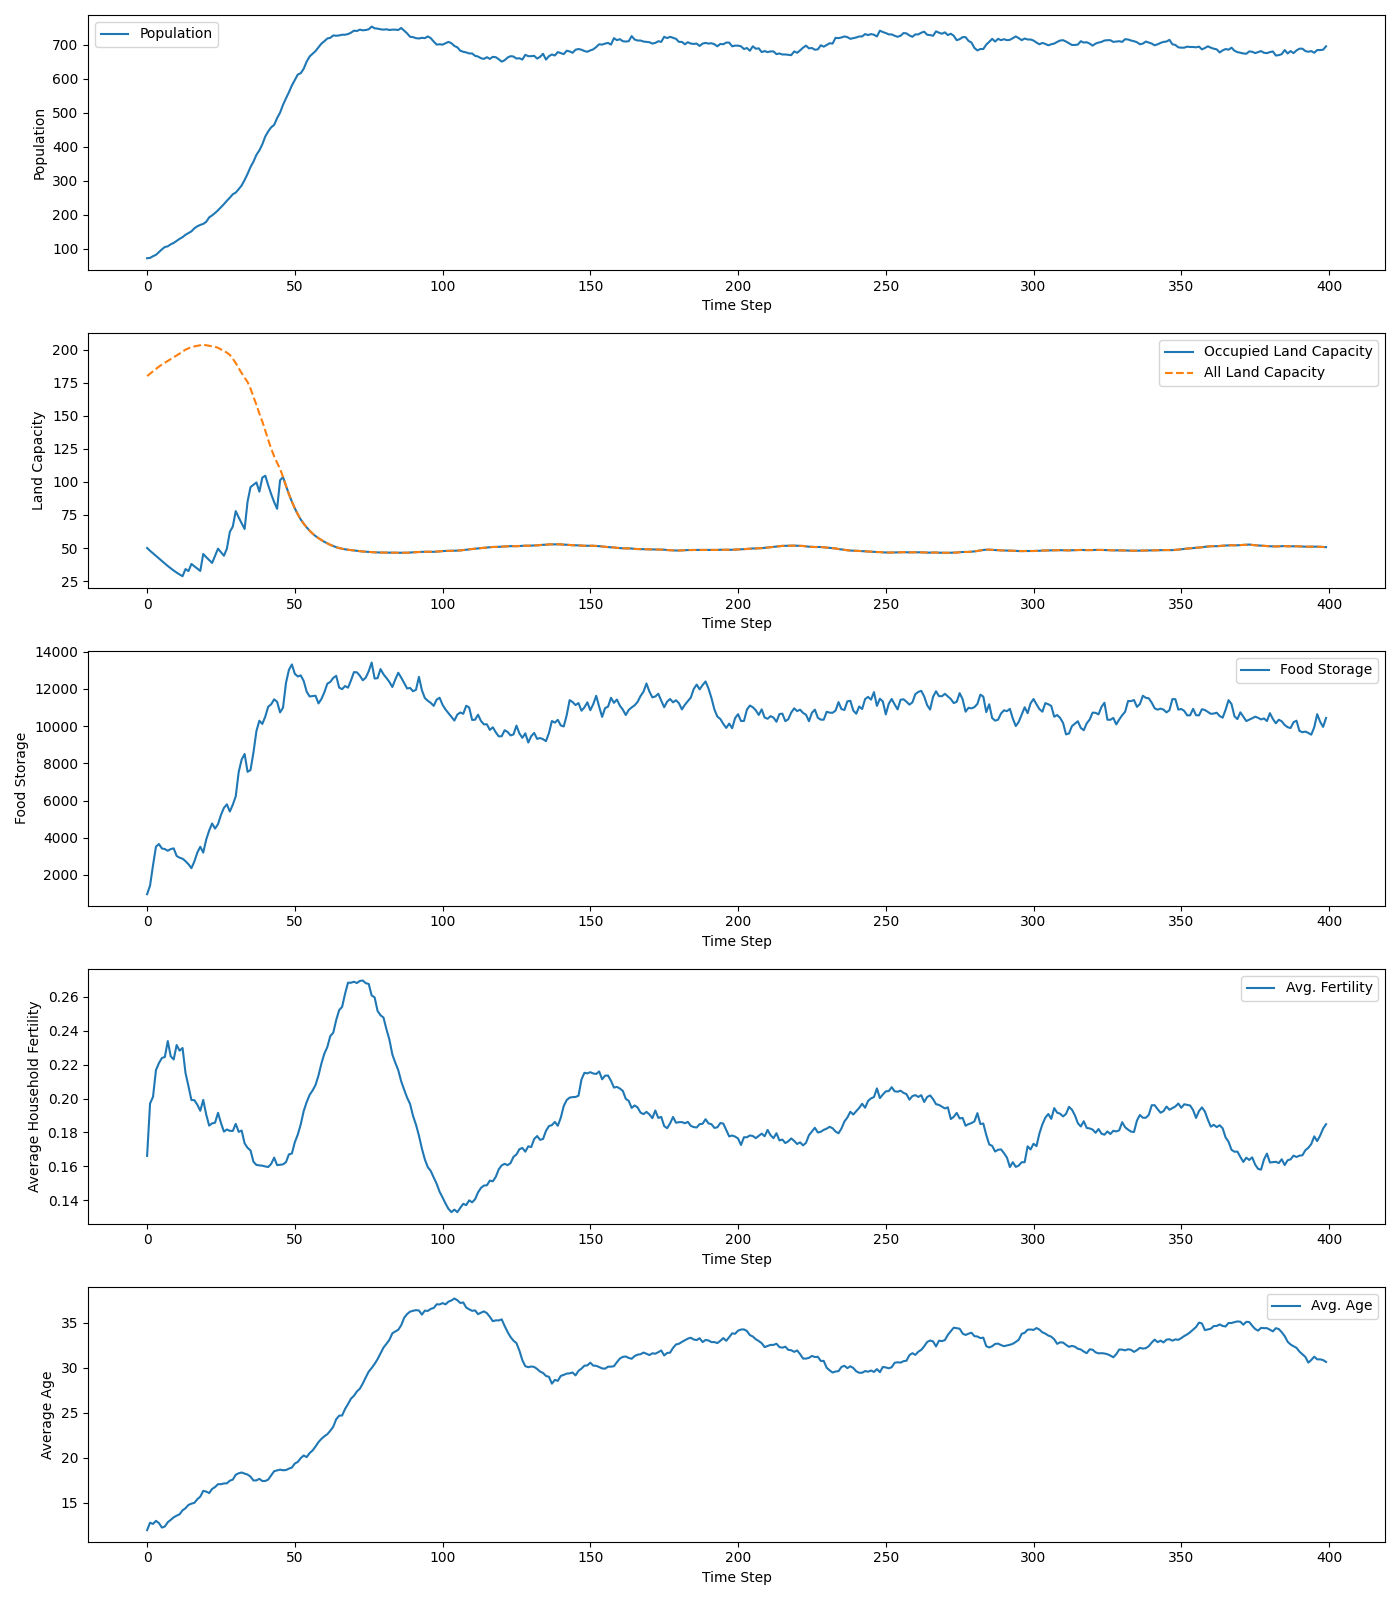 Population
700
600
500
400
300
200
100
Population
0 50 100 150 200 250 300 350 400
Time Step
Land Capacity
200
175
150
125
100
75
50
25
Occupied Land Capacity
All Land Capacity
0 50 100 150 200 250 300 350 400
Time Step
Food Storage
14000
12000
10000
8000
6000
4000
2000
Food Storage
0 50 100 150 200 250 300 350 400
Time Step
Average Household Fertility
0.26
0.24
0.22
0.20
0.18
0.16
0.14
Avg. Fertility
0 50 100 150 200 250 300 350 400
Time Step
Average Age
35
30
25
20
15
Avg. Age
0 50 100 150 200 250 300 350 400
Time Step